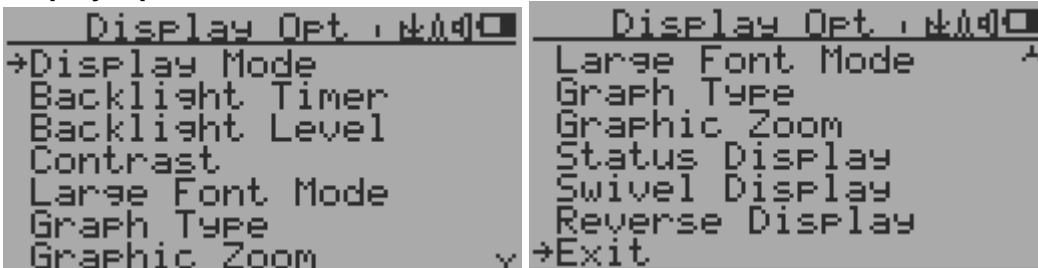 Display Opt
→Display Mode
Backlight Timer
Backlight Level
Contrast
Large Font Mode
Graph Type
Graphic Zoom
Display Opt
Large Font Mode
Graph Type
Graphic Zoom
Status Display
Swivel Display
Reverse Display
→Exit